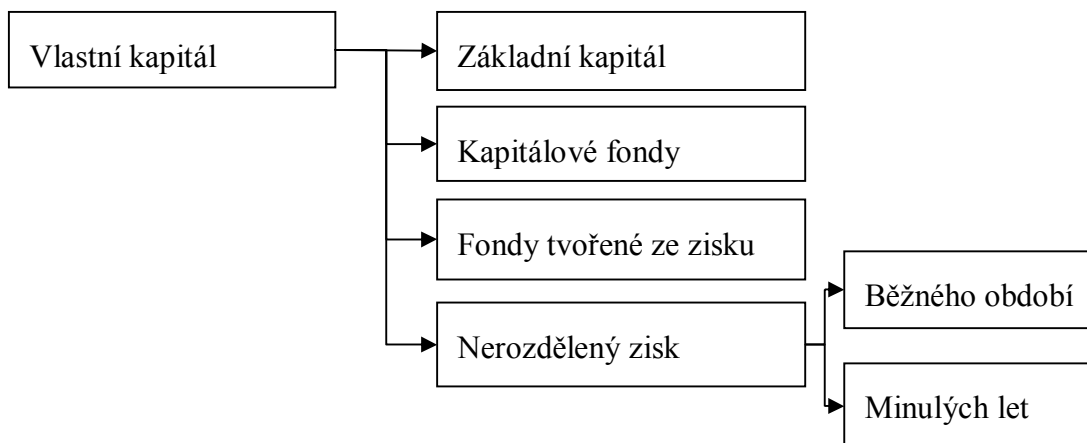 Vlastní kapitál
Základní kapitál
Kapitálové fondy
Fondy tvořené ze zisku
Nerozdělený zisk
Běžného období
Minulých let